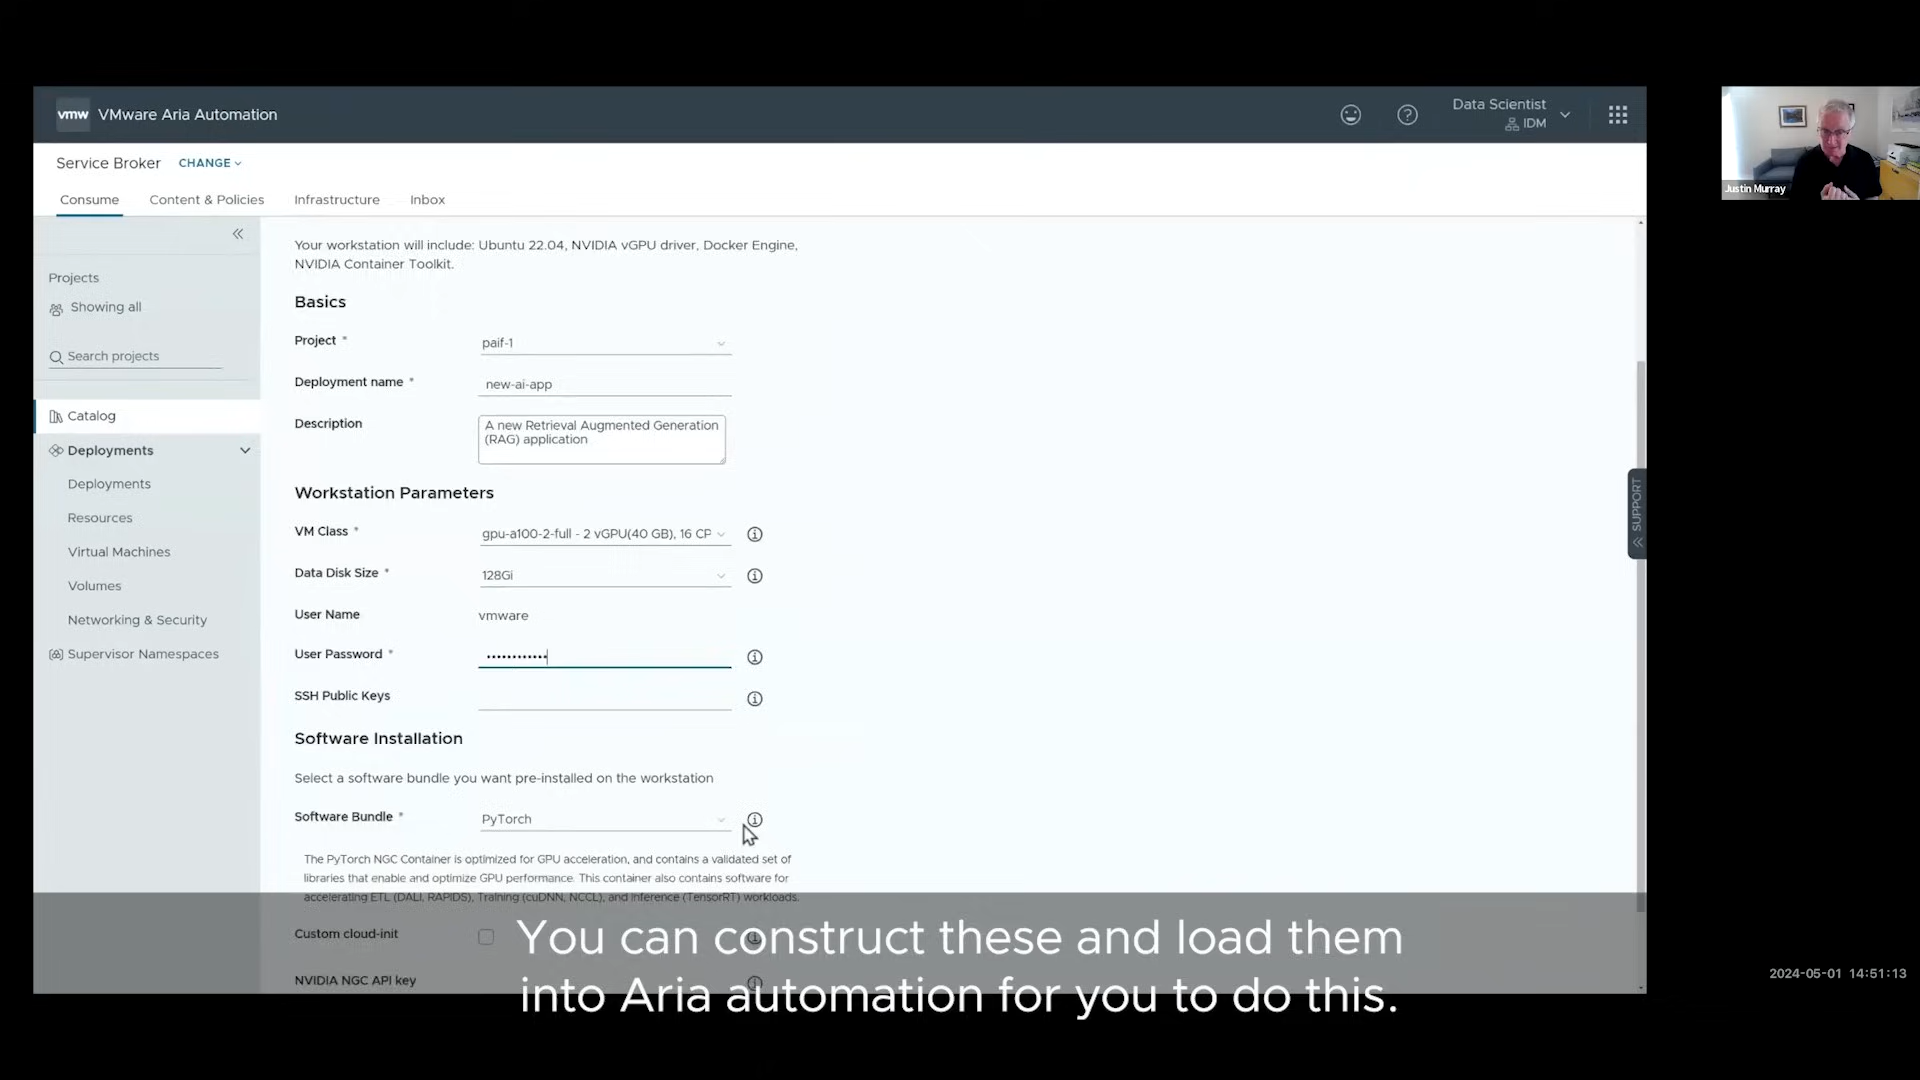 vmw VMware Aria Automation
Data Scientist
IDM
Service Broker CHANGE
Consume Content & Policies Infrastructure Inbox
Projects
Showing all
Search projects
Catalog
Deployments
Deployments
Resources
Virtual Machines
Volumes
Networking & Security
Supervisor Namespaces
Your workstation will include: Ubuntu 22.04, NVIDIA vGPU driver, Docker Engine,
NVIDIA Container Toolkit.
Basics
Project * paif-1
Deployment name * new-ai-app
Description A new Retrieval Augmented Generation
(RAG) application
Workstation Parameters
VM Class * gpu-a100-2-full - 2 vGPU(40 GB), 16 CP
Data Disk Size * 128Gi
User Name vmware
User Password * ••••••••••••
SSH Public Keys
Software Installation
Select a software bundle you want pre-installed on the workstation
Software Bundle * PyTorch
The PyTorch NGC Container is optimized for GPU acceleration, and contains a validated set of
libraries that enable and optimize GPU performance. This container also contains software for
accelerating ETL (DALI, RAPIDS), Training (cuDNN, NCCL), and Inference (TensorRT) workloads.
Custom cloud-init
NVIDIA NGC API key
SUPPORT
Justin Murray
You can construct these and load them
into Aria automation for you to do this.
2024-05-01 14:51:13